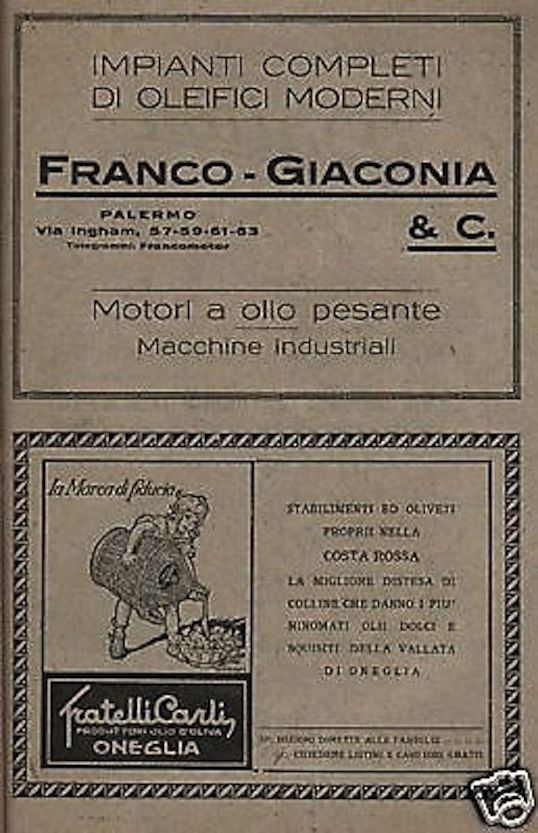 IMPIANTI COMPLETI
DI OLEIFICI MODERNI
FRANCO - GIACONIA
& C.
PALERMO
Via Ingham, 57-59-61-63
Telegrammi: Francomotor
Motori a olio pesante
Macchine industriali
la Marca di fiducia
Fratelli Carli,
PRODUTTORI OLIO D'OLIVA
ONEGLIA
STABILIMENTI ED OLIVETI
PROPRII NELLA
COSTA ROSSA
LA MIGLIORE DISTESA DI
COLLINE CHE DANNO I PIU'
RINOMATI OLII DOLCI E
SQUISITI DELLA VALLATA
DI ONEGLIA
DIRETTE ALLE FAMIGLIE
CHIEDERE LISTINI E CAMPIONI GRATIS